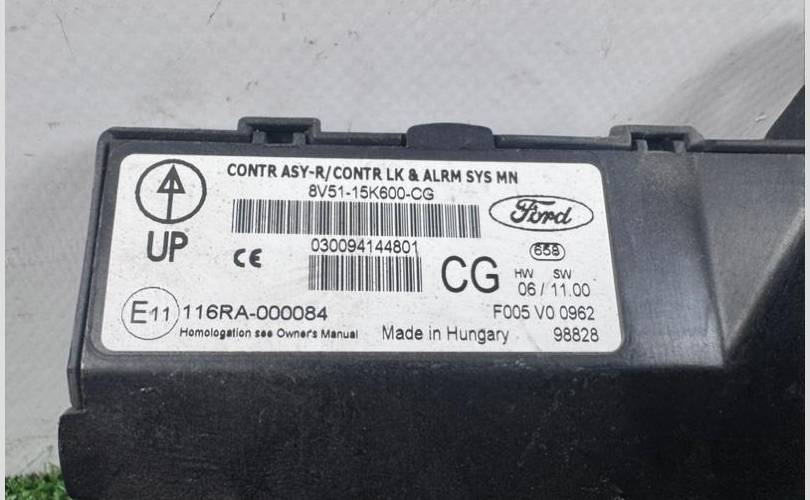 CONTR ASY-R/CONTR LK & ALRM SYS MN
8V51-15K600-CG
Ford
UP
CE
030094144801
CG
658
HW SW
06 / 11.00
E11 116RA-000084
F005 V0 0962
Homologation see Owner's Manual
Made in Hungary
98828